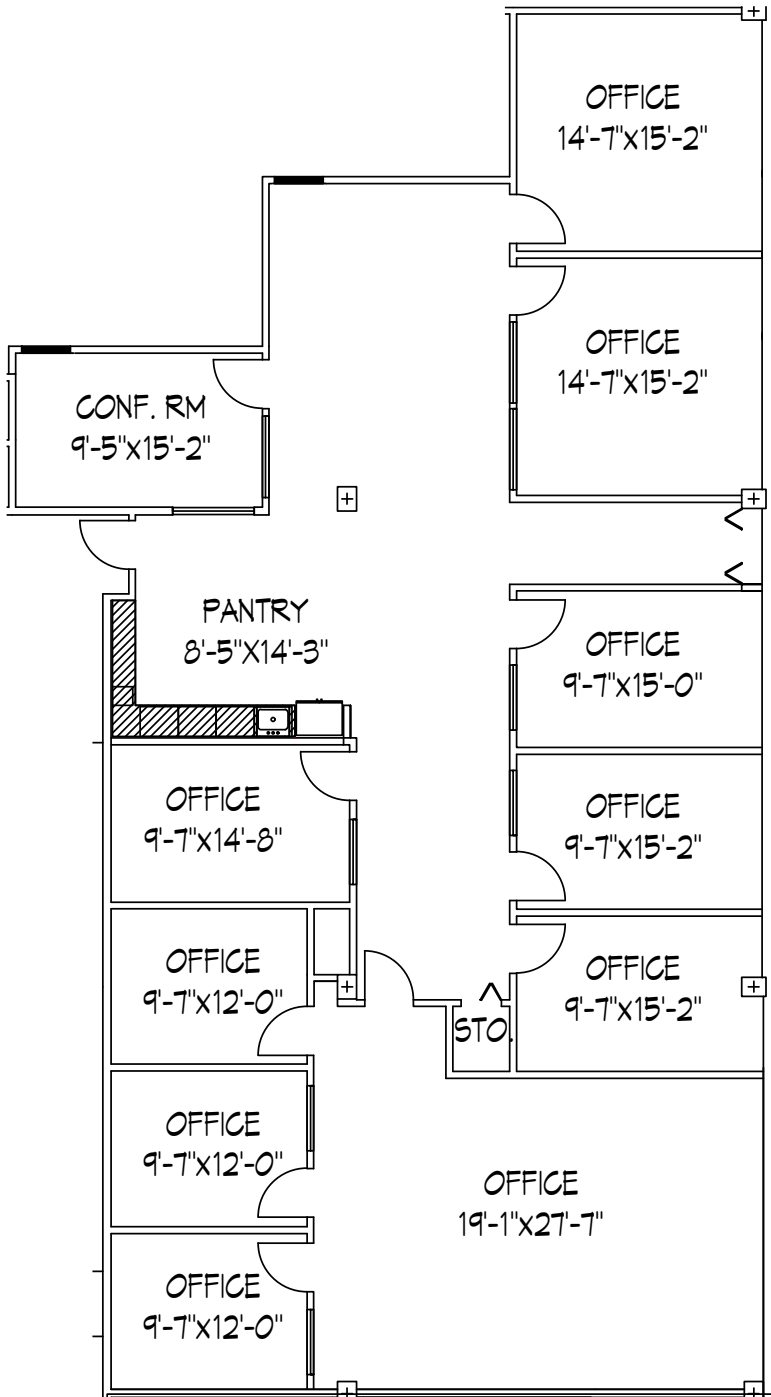 OFFICE
14'-7"X15'-2"
OFFICE
14'-7"X15'-2"
CONF. RM
9'-5"X15'-2"
PANTRY
8'-5"X14'-3"
OFFICE
9'-7"X15'-0"
OFFICE
9'-7"X14'-8"
OFFICE
9'-7"X15'-2"
OFFICE
9'-7"X12'-0"
OFFICE
9'-7"X15'-2"
STO.
OFFICE
9'-7"X12'-0"
OFFICE
19'-1"X27'-7"
OFFICE
9'-7"X12'-0"